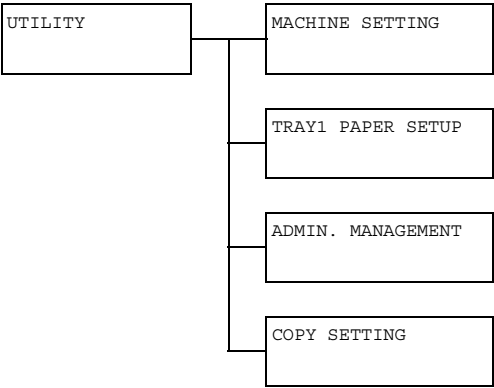 UTILITY
MACHINE SETTING
TRAY1 PAPER SETUP
ADMIN. MANAGEMENT
COPY SETTING